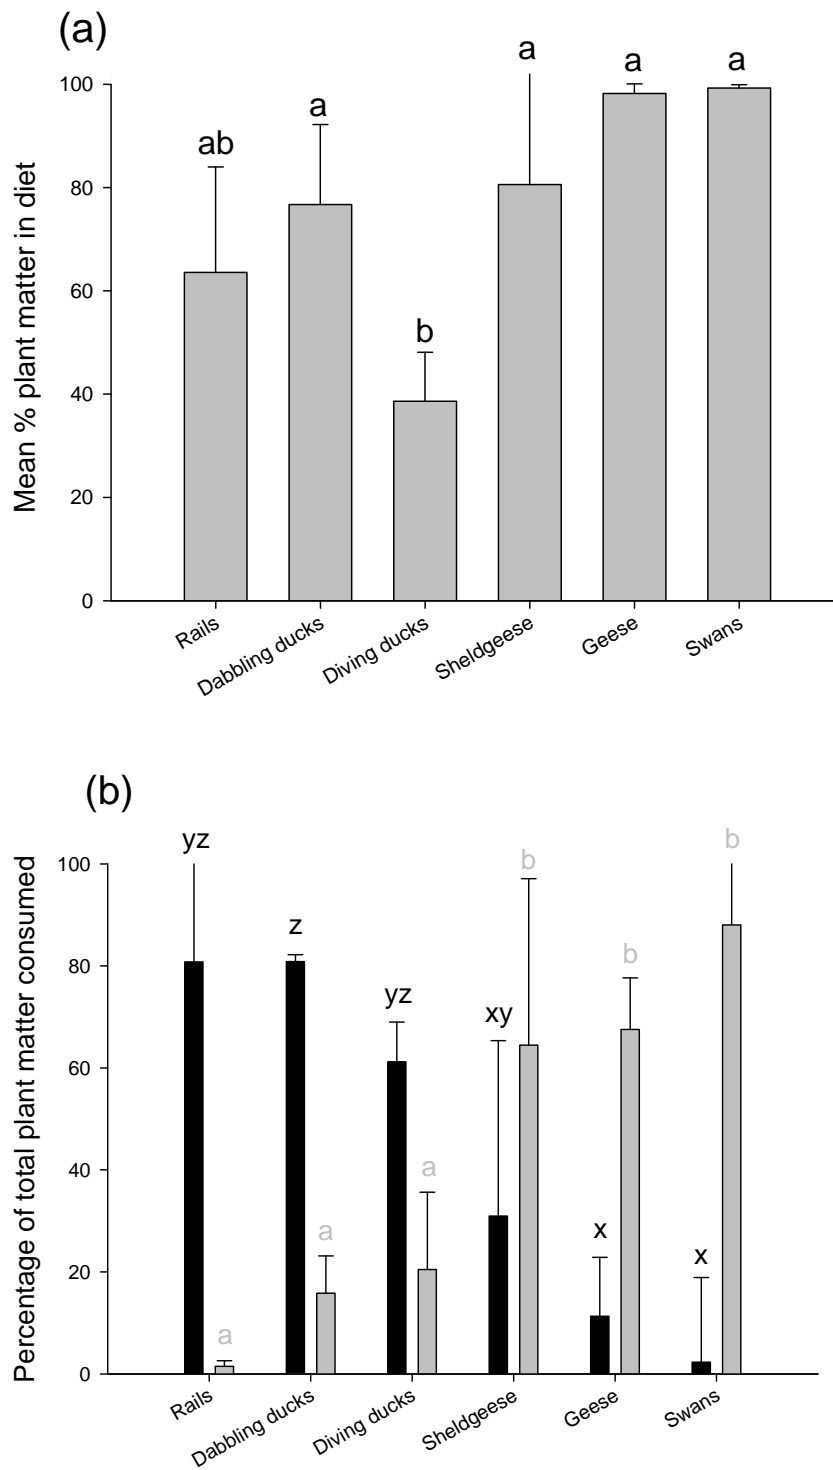 (a)
Mean % plant matter in diet
100
80
60
40
20
0
ab
a
b
a
a
a
Rails
Dabbling ducks
Diving ducks
Sheldgeese
Geese
Swans
(b)
Percentage of total plant matter consumed
100
80
60
40
20
0
yz
a
z
a
yz
a
xy
b
x
b
x
b
Rails
Dabbling ducks
Diving ducks
Sheldgeese
Geese
Swans